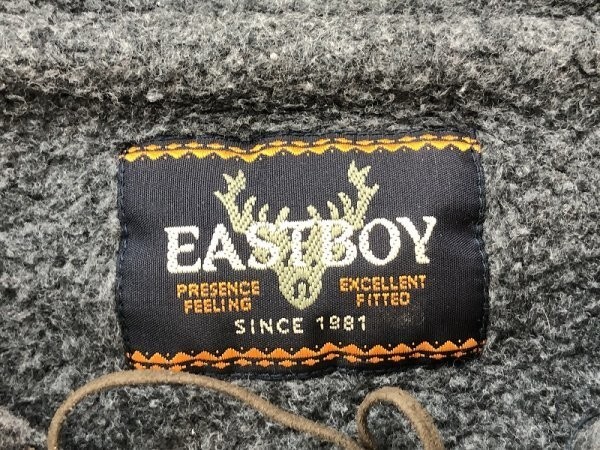 EASTBOY
PRESENCE EXCELLENT
FEELING FITTED
SINCE 1981